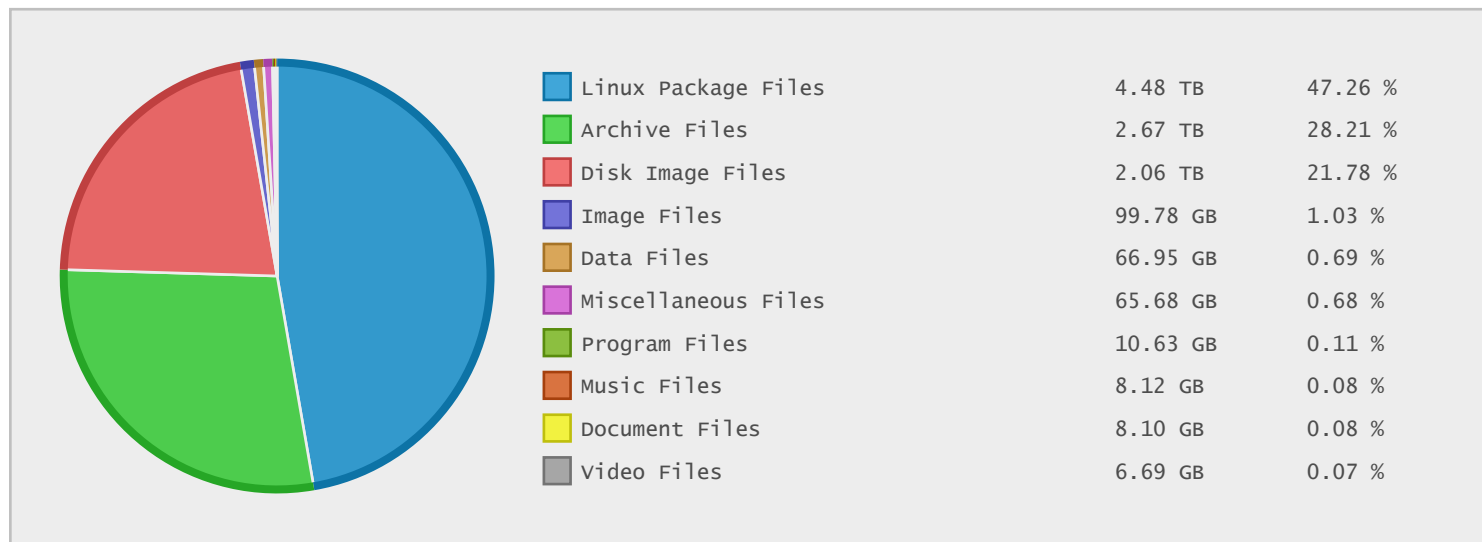 Linux Package Files 4.48 TB 47.26 %
Archive Files 2.67 TB 28.21 %
Disk Image Files 2.06 TB 21.78 %
Image Files 99.78 GB 1.03 %
Data Files 66.95 GB 0.69 %
Miscellaneous Files 65.68 GB 0.68 %
Program Files 10.63 GB 0.11 %
Music Files 8.12 GB 0.08 %
Document Files 8.10 GB 0.08 %
Video Files 6.69 GB 0.07 %